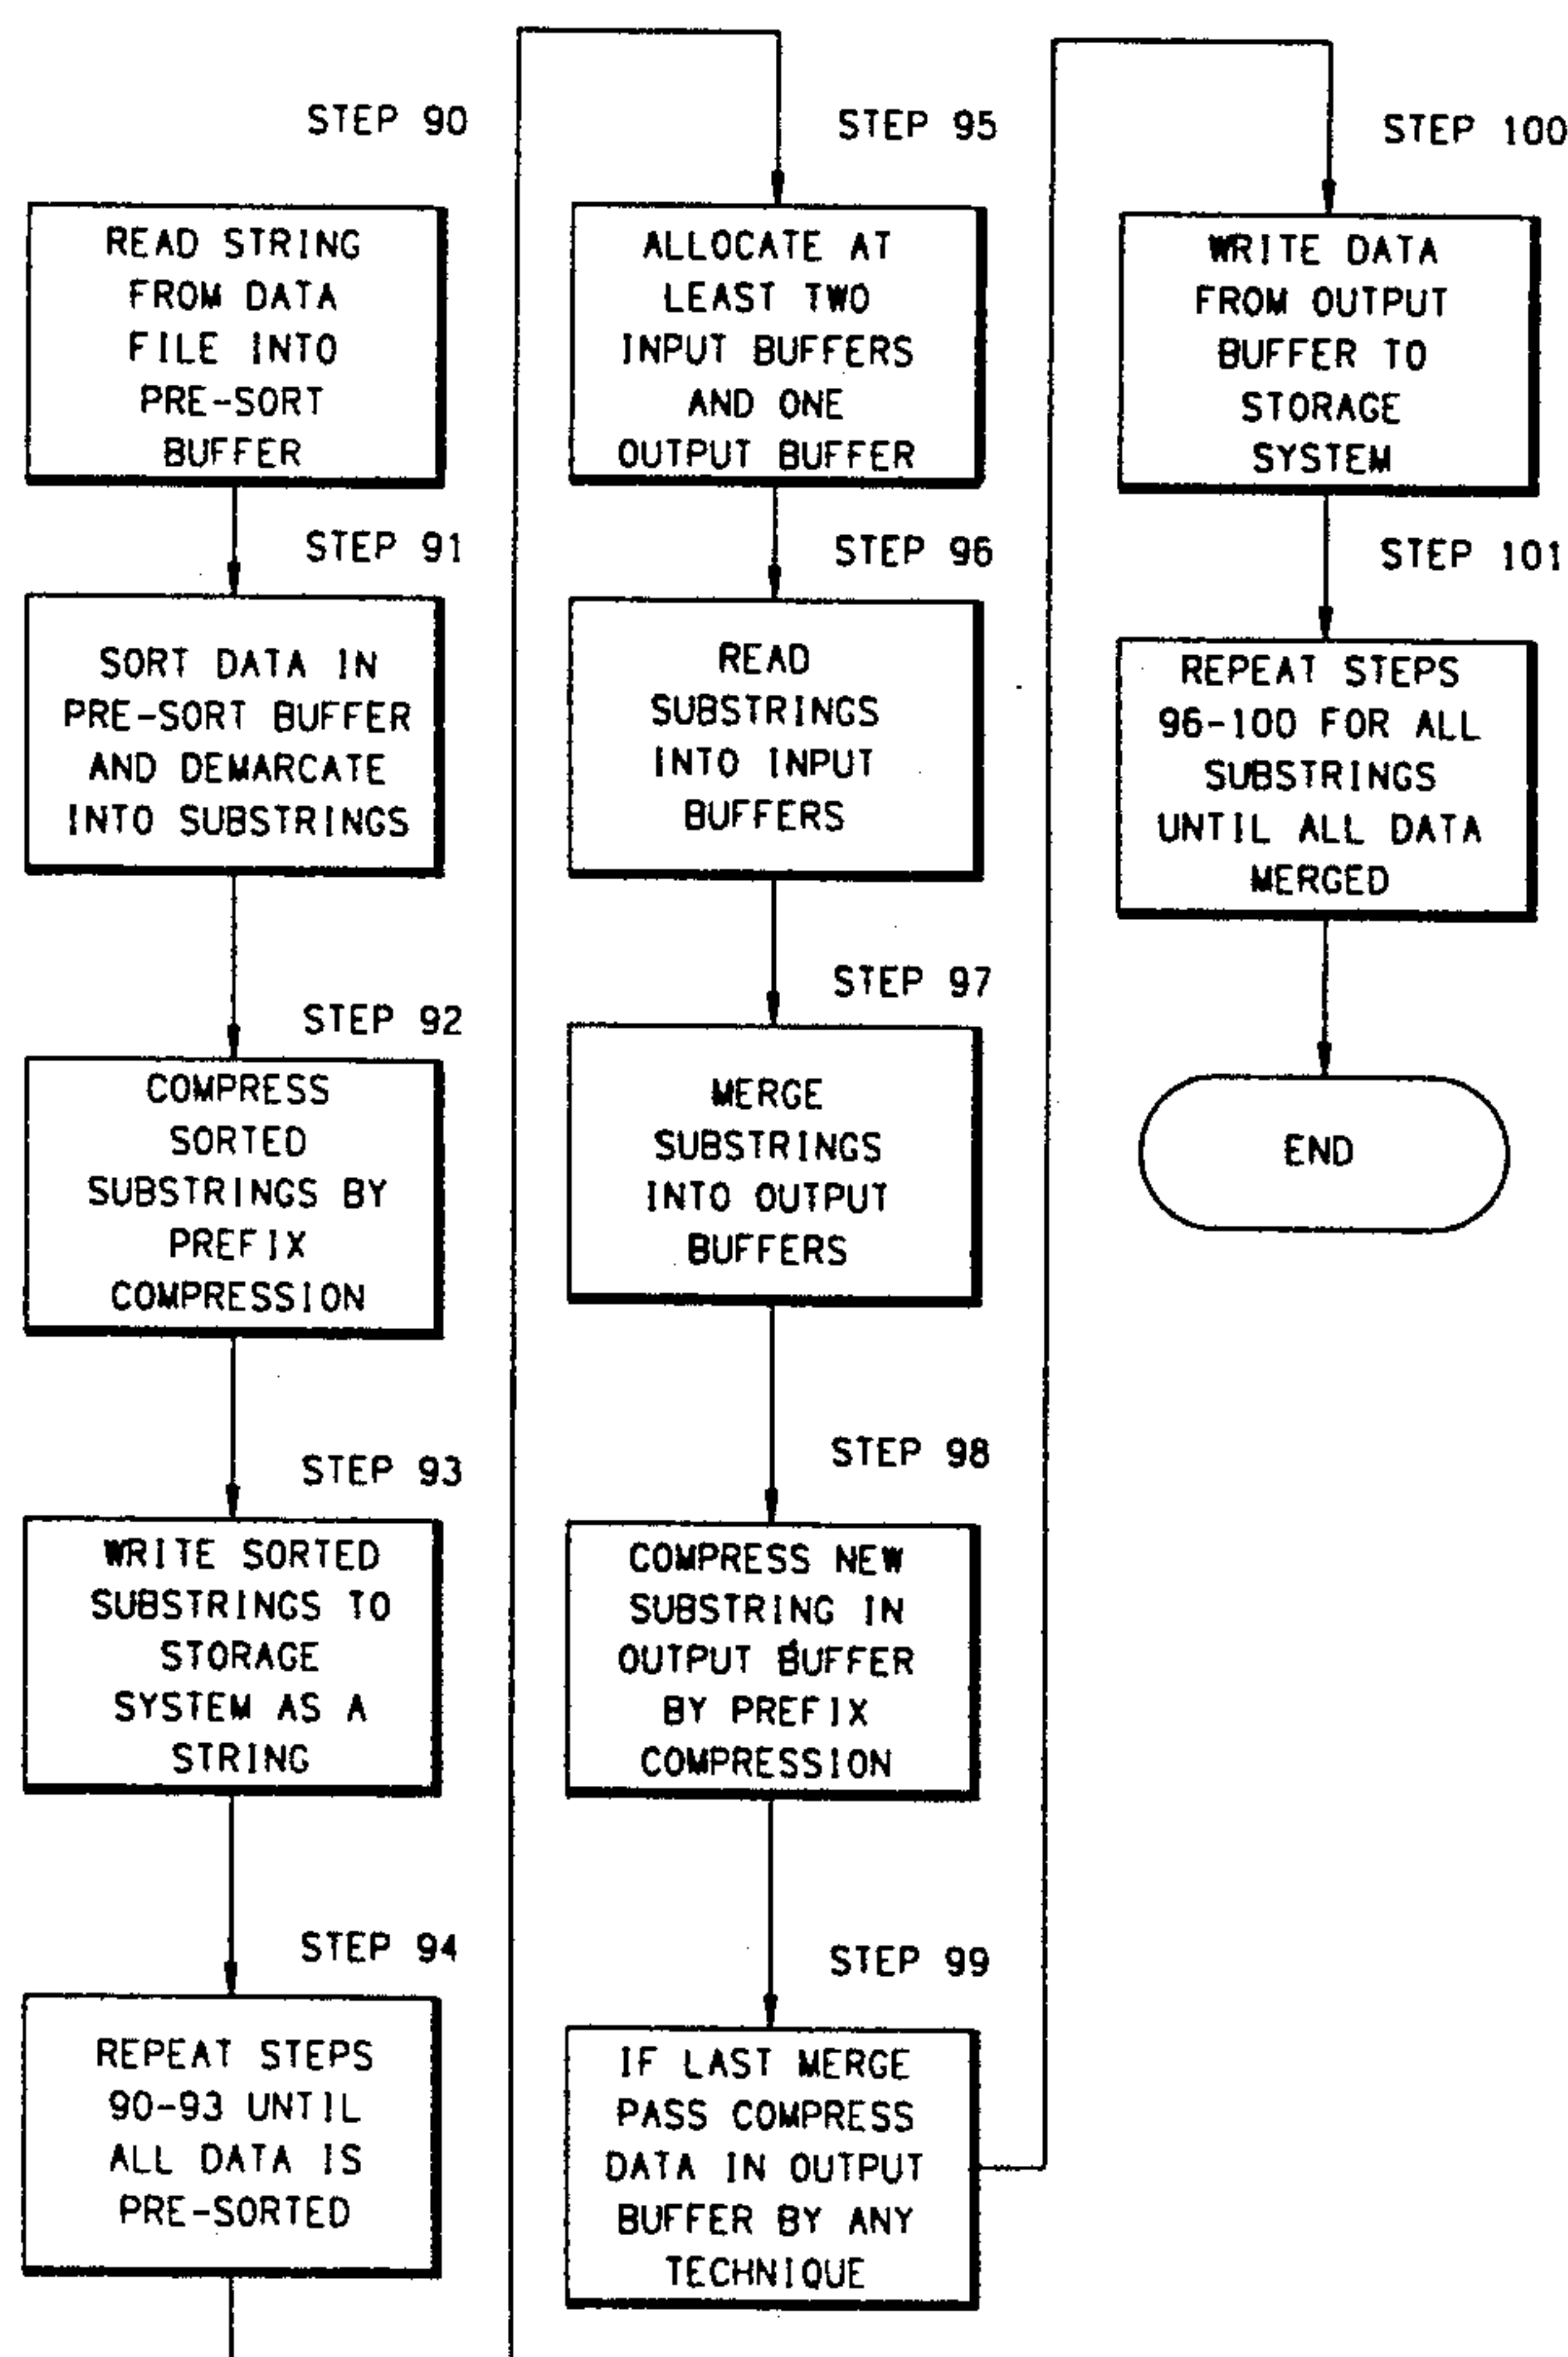 STEP 90
READ STRING
FROM DATA
FILE INTO
PRE-SORT
BUFFER
STEP 91
SORT DATA IN
PRE-SORT BUFFER
AND DEMARCATE
INTO SUBSTRINGS
STEP 92
COMPRESS
SORTED
SUBSTRINGS BY
PREFIX
COMPRESSION
STEP 93
WRITE SORTED
SUBSTRINGS TO
STORAGE
SYSTEM AS A
STRING
STEP 94
REPEAT STEPS
90-93 UNTIL
ALL DATA IS
PRE-SORTED
STEP 95
ALLOCATE AT
LEAST TWO
INPUT BUFFERS
AND ONE
OUTPUT BUFFER
STEP 96
READ
SUBSTRINGS
INTO INPUT
BUFFERS
STEP 97
MERGE
SUBSTRINGS
INTO OUTPUT
BUFFERS
STEP 98
COMPRESS NEW
SUBSTRING IN
OUTPUT BUFFER
BY PREFIX
COMPRESSION
STEP 99
IF LAST MERGE
PASS COMPRESS
DATA IN OUTPUT
BUFFER BY ANY
TECHNIQUE
STEP 100
WRITE DATA
FROM OUTPUT
BUFFER TO
STORAGE
SYSTEM
STEP 101
REPEAT STEPS
96-100 FOR ALL
SUBSTRINGS
UNTIL ALL DATA
MERGED
END